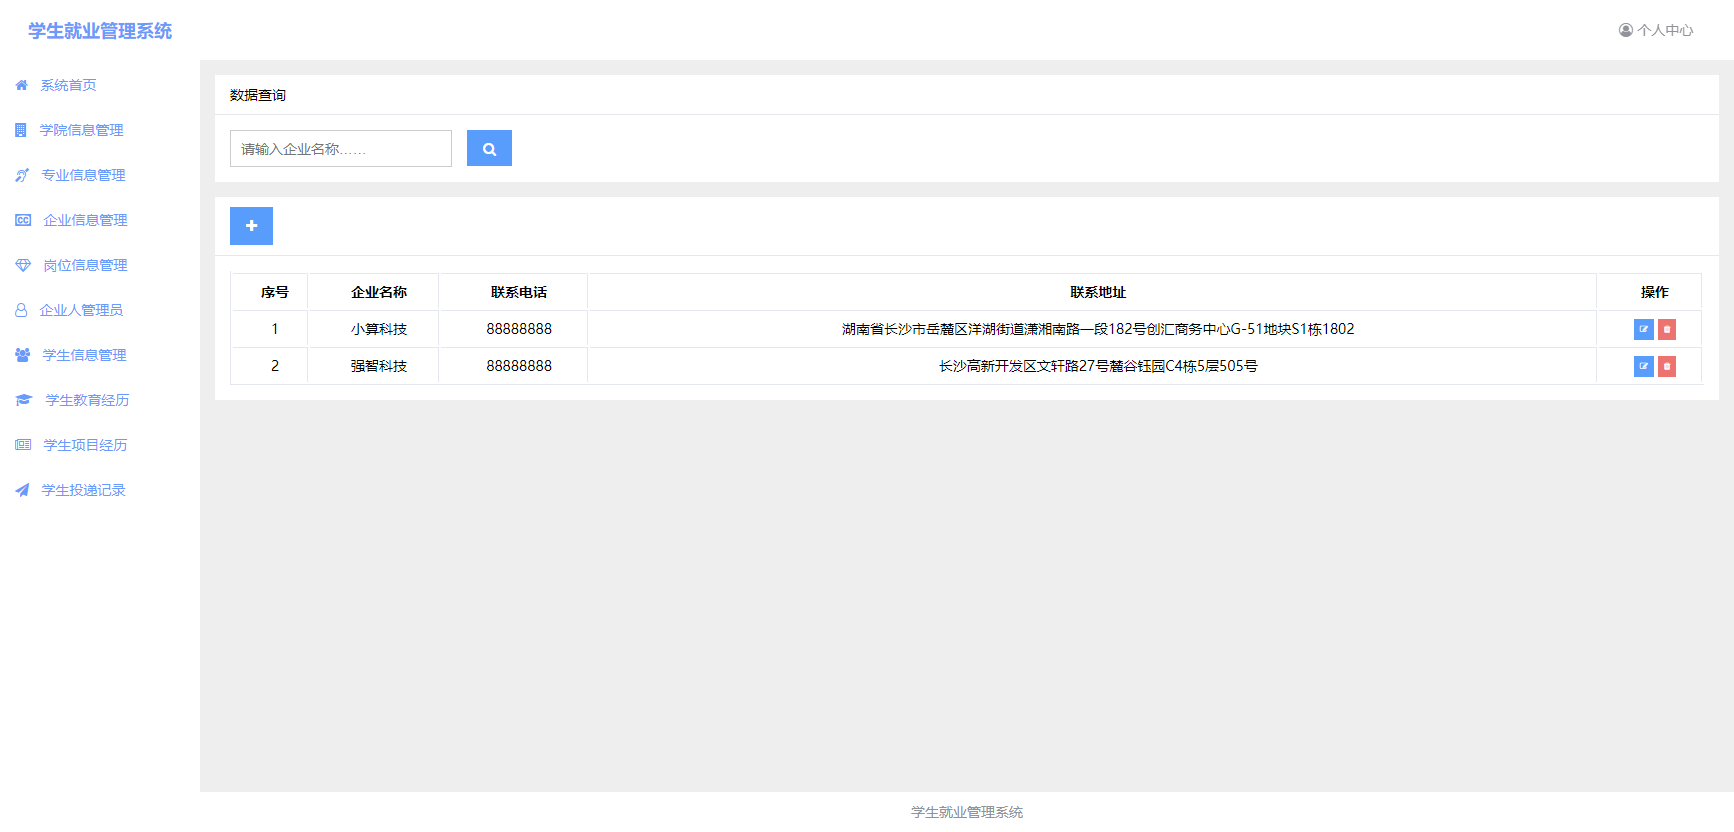 学生就业管理系统
个人中心
系统首页
学院信息管理
专业信息管理
企业信息管理
岗位信息管理
企业人管理员
学生信息管理
学生教育经历
学生项目经历
学生投递记录
数据查询
请输入企业名称……
序号 企业名称 联系电话 联系地址 操作
1 小算科技 88888888 湖南省长沙市岳麓区洋湖街道潇湘南路一段182号创汇商务中心G-51地块S1栋1802
2 强智科技 88888888 长沙高新开发区文轩路27号麓谷钰园C4栋5层505号
学生就业管理系统